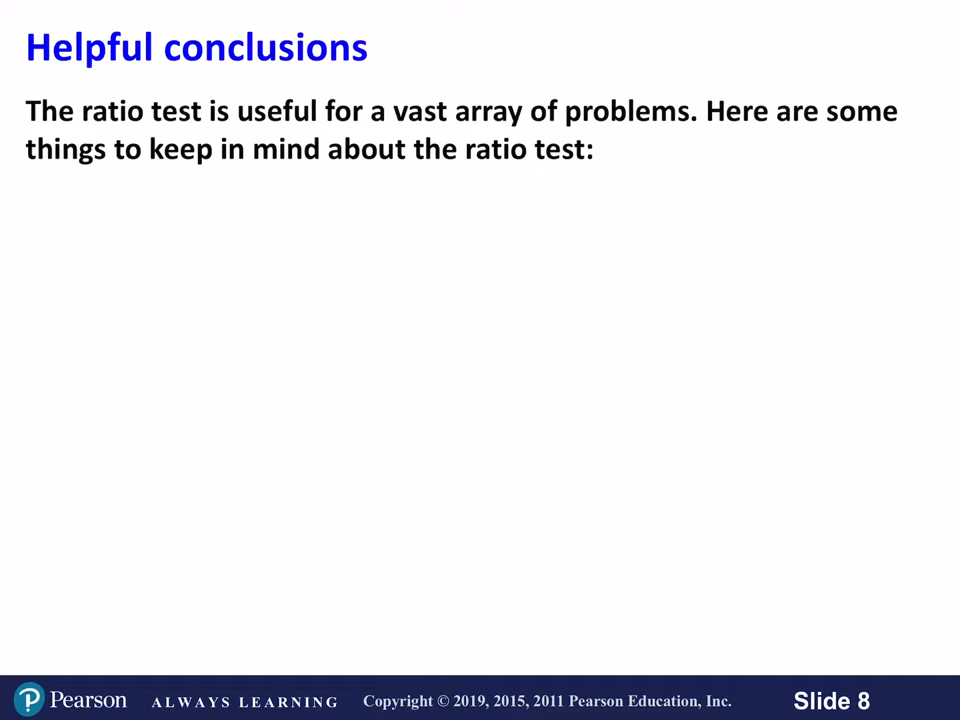 Helpful conclusions
The ratio test is useful for a vast array of problems. Here are some
things to keep in mind about the ratio test:
Pearson ALWAYS LEARNING Copyright © 2019, 2015, 2011 Pearson Education, Inc. Slide 8